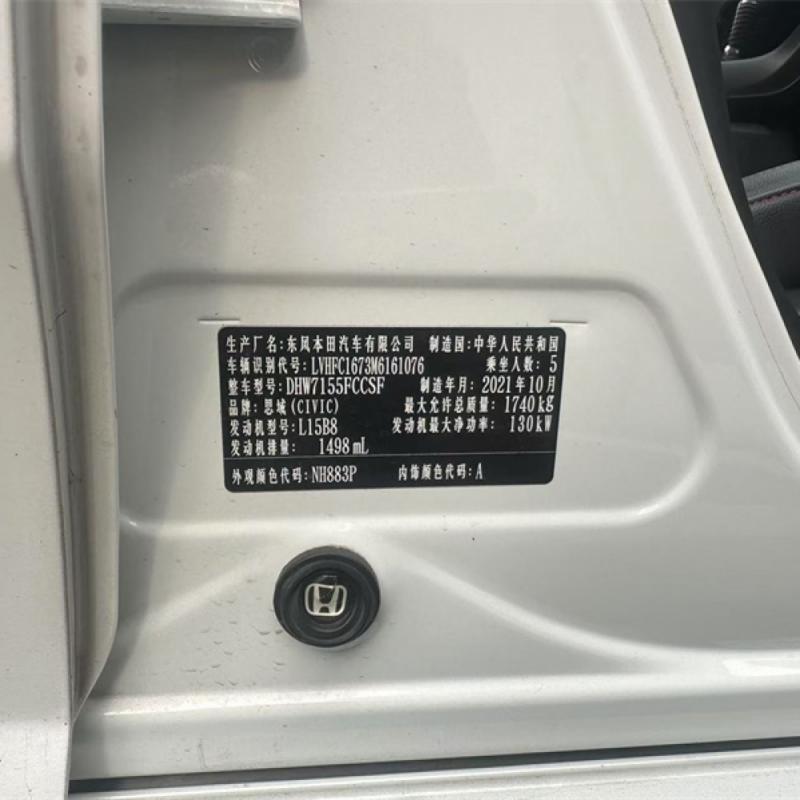 生产厂名：东风本田汽车有限公司 制造国：中华人民共和国
车辆识别代号：LVHFC1673M6161076 乘坐人数：5
整车型号：DHW7155FCCSF 制造年月：2021年10月
品牌：思域(CIVIC) 最大允许总质量：1740kg
发动机型号：L15B8 发动机最大净功率：130kW
发动机排量：1498mL
外观颜色代码：NH883P 内饰颜色代码：A